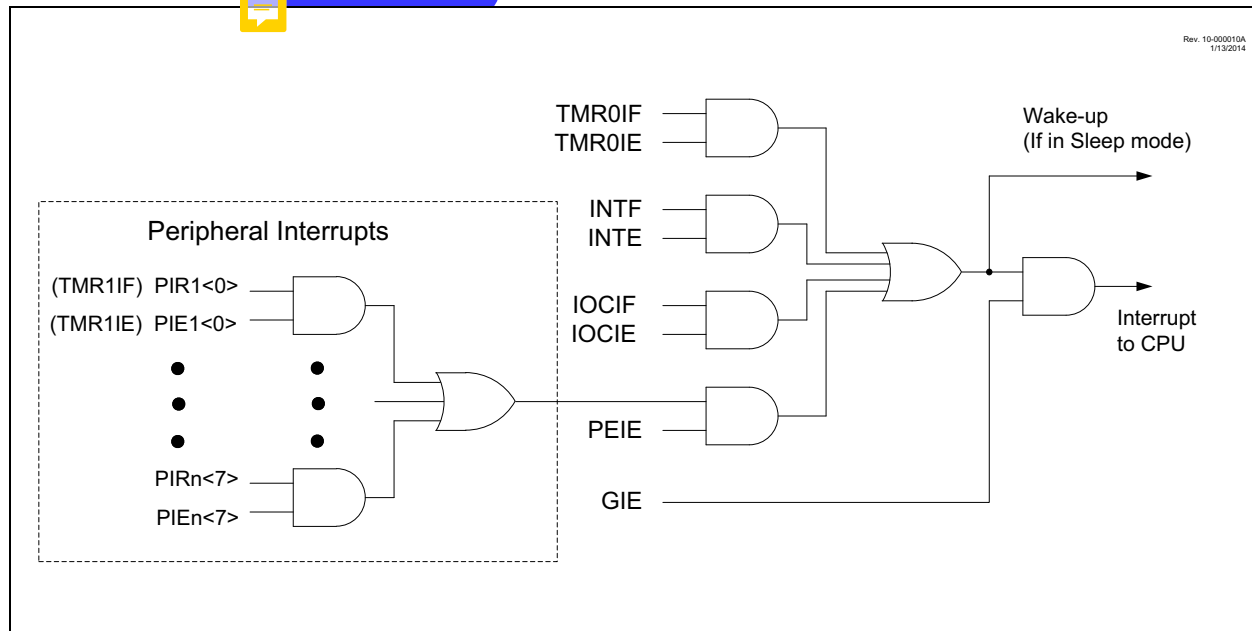 Rev. 10-000010A
1/13/2014
TMR0IF
TMR0IE
Wake-up
(If in Sleep mode)
INTF
INTE
Peripheral Interrupts
(TMR1IF) PIR1<0>
(TMR1IE) PIE1<0>
IOCIF
IOCIE
Interrupt
to CPU
PEIE
PIRn<7>
PIEn<7>
GIE